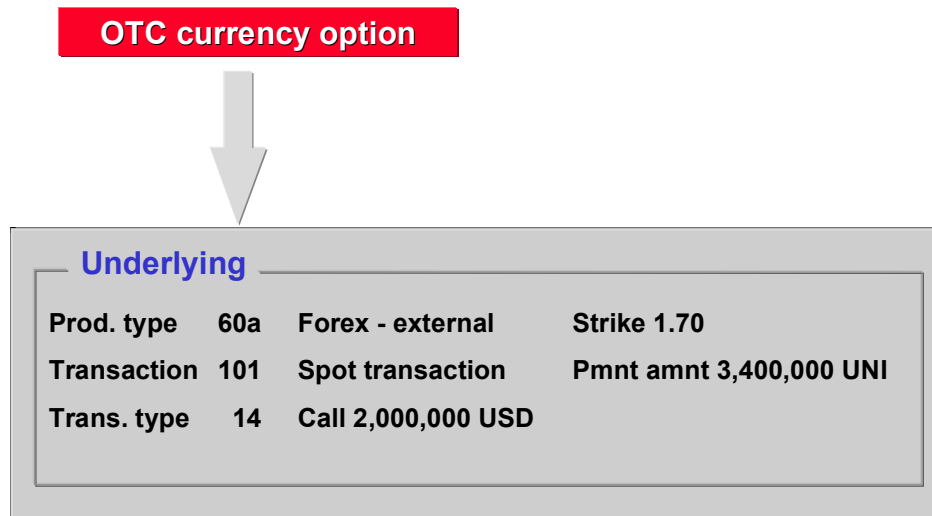 OTC currency option
Underlying
Prod. type 60a Forex - external Strike 1.70
Transaction 101 Spot transaction Pmnt amnt 3,400,000 UNI
Trans. type 14 Call 2,000,000 USD